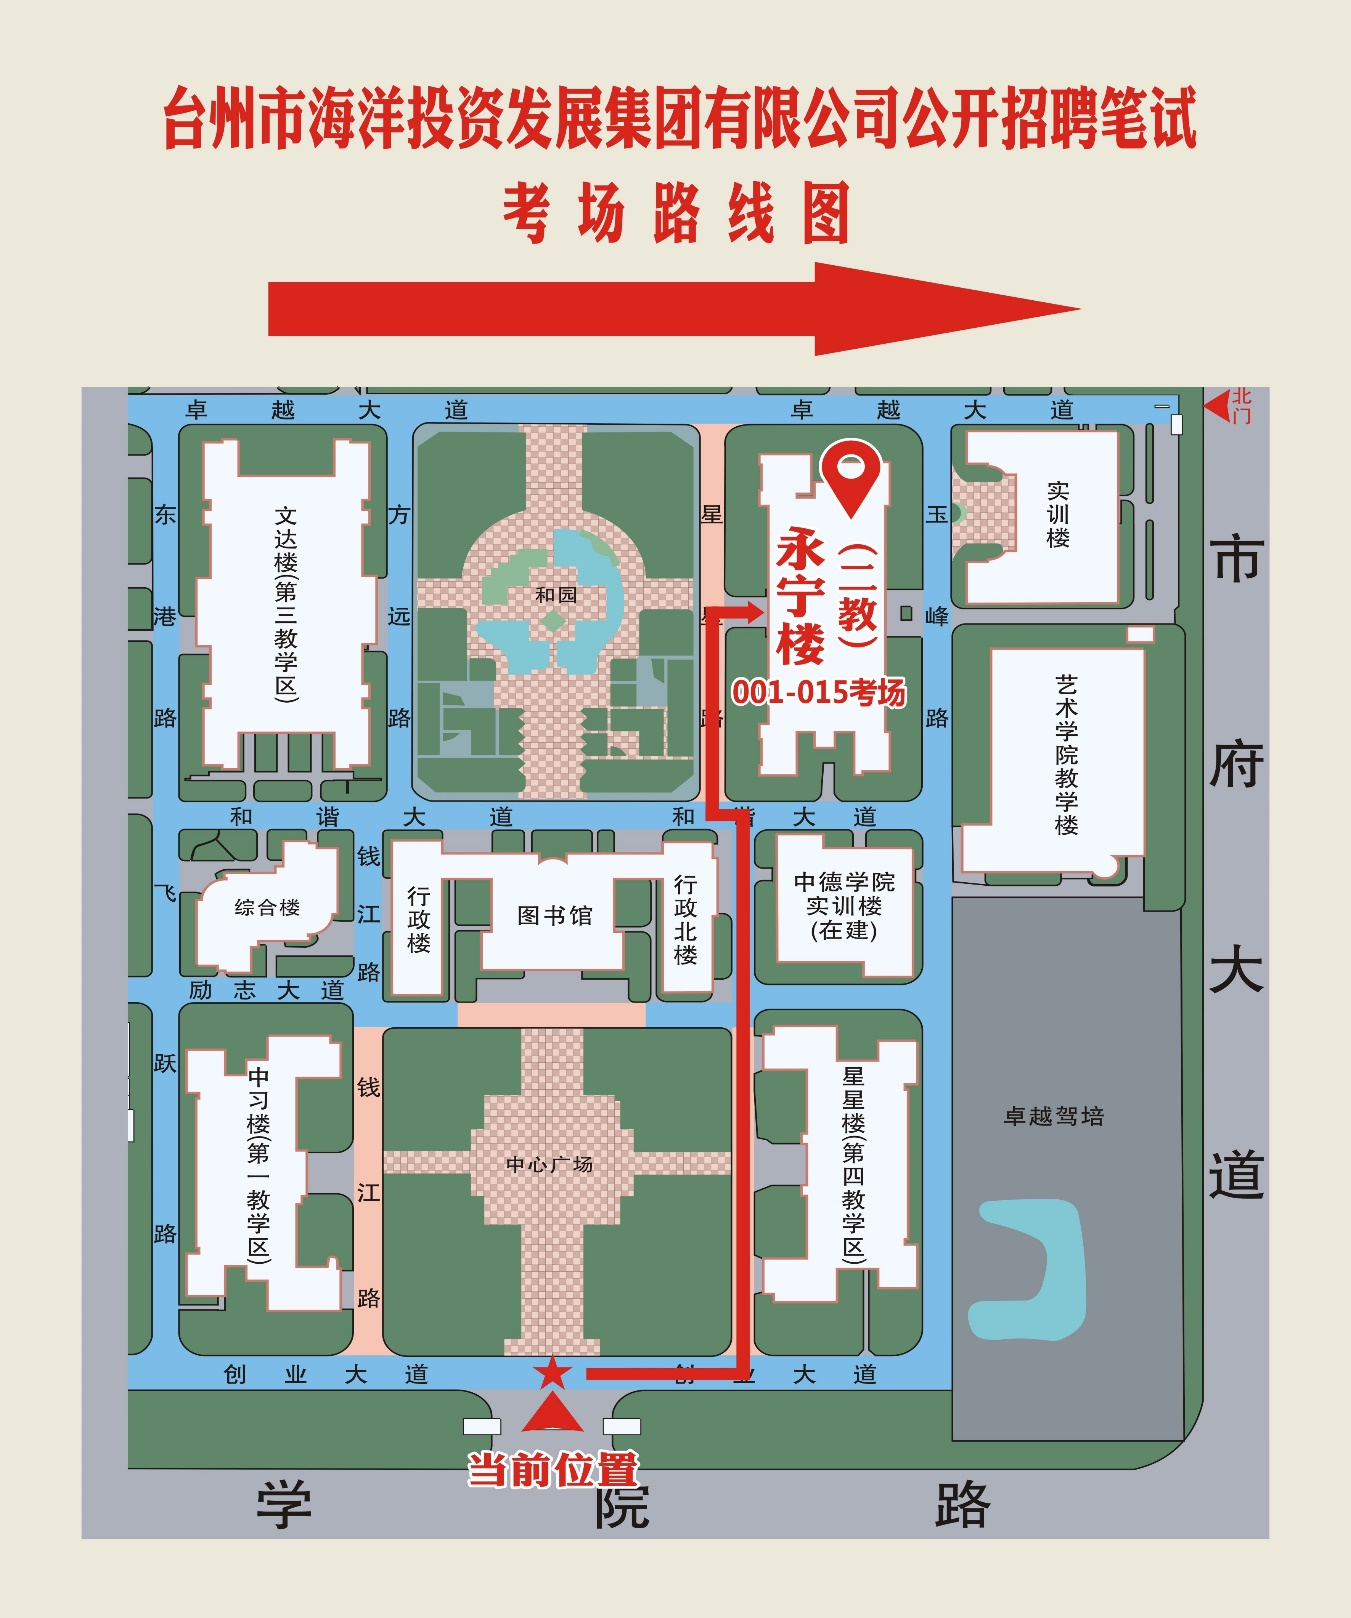 台州市海洋投资发展集团有限公司公开招聘笔试
考场路线图
卓越大道
卓越大道
北门
东港路
文达楼(第三教学区)
方远路
和园
星星路
永宁楼
(二教)
001-015考场
玉峰路
实训楼
市府大道
艺术学院教学楼
和谐大道
和谐大道
飞跃路
综合楼
钱江路
行政楼
图书馆
行政北楼
中德学院
实训楼
(在建)
励志大道
中习楼(第一教学区)
钱江路
中心广场
星星楼(第四教学区)
卓越驾培
创业大道
创业大道
当前位置
学院路